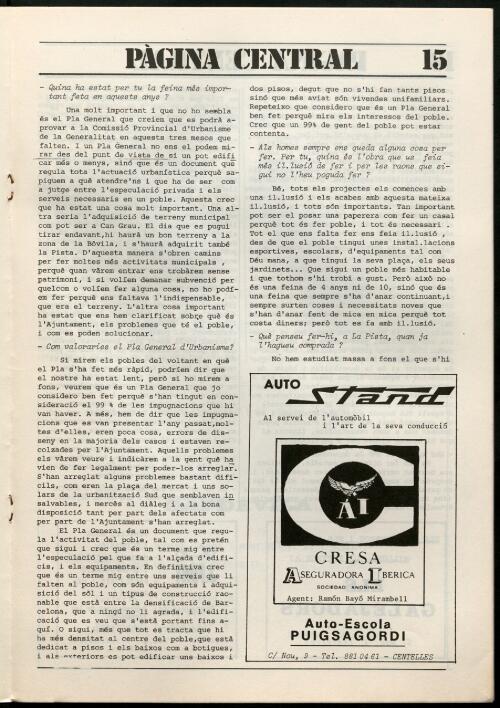 PÀGINA CENTRAL 15
- Quina ha estat per tu la feina més impor-
tant feta en aquests anys ?
Una molt important i que no ho sembla
és el Pla General que creiem que es podrà a-
provar a la Comissió Provincial d'Urbanisme
de la Generalitat en aquests tres mesos que
falten. I un Pla General no ens el podem mi-
rar des del punt de vista de si un pot edifi
car més o menys, sinó que és un document que
regula tota l'actuació urbanística perquè sà-
piguem a què atendre'ns i que ha de ser com
a jutge entre l'especulació privada i els
serveis necessaris en un poble. Aquesta crec
que ha estat una cosa molt important. Una al-
tra seria l'adquisició de terreny municipal
com pot ser a Can Grau. El dia que es pugui
tirar endavant,hi haurà un bon terreny a la
zona de la Bòvila, i s'haurà adquirit també
la Pista. D'aquesta manera s'obren camins
per fer moltes més activitats municipals ,
perquè quan vàrem entrar ens trobàrem sense
patrimoni, i si volíem demanar subvenció per
quelcom o volíem fer alguna cosa, no ho podí-
em fer perquè ens faltava l'indispensable,
que era el terreny. L'altra cosa important
ha estat que ens hem clarificat sobre què és
l'Ajuntament, els problemes que té el poble,
i com es poden solucionar.
- Com valoraries el Pla General d'Urbanisme?
Si mirem els pobles del voltant en què
el Pla s'ha fet més ràpid, podríem dir que
el nostre ha estat lent, però si ho mirem a
fons, veurem que és un Pla General que jo
considero ben fet perquè s'han tingut en con-
sideració el 99 % de les impugnacions que hi
van haver. A més, hem de dir que les impugna-
cions que es van presentar l'any passat,mol-
tes d'elles, eren poca cosa, errors de dis-
seny en la majoria dels casos i estaven re-
colzades per l'Ajuntament. Aquells problemes
els vàrem veure i indicàrem a la gent què ha
vien de fer legalment per poder-los arreglar.
S'han arreglat alguns problemes bastant difí-
cils, com eren la plaça del mercat i uns so-
lars de la urbanització Sud que semblaven in
salvables, i mercès al diàleg i a la bona
disposició tant per part dels afectats com
per part de l'Ajuntament s'han arreglat.
El Pla General és un document que regu-
la l'activitat del poble, tal com es pretén
que sigui i crec que és un terme mig entre
l'especulació pel que fa a l'alçada d'edifi-
cis, i els equipaments. En definitiva crec
que és un terme mig entre uns serveis que li
falten al poble, com són equipaments i adqui-
sició del sòl i un tipus de construcció rao-
nable que està entre la densificació de Bar-
celona, que a ningú no li agrada, i l'edifi-
cació que es veu que s'està portant fins a-
quí. O sigui, més que tot es tracta que hi
ha més densitat al centre del poble,que està
dedicat a pisos i els baixos com a botigues,
i als exteriors es pot edificar uns baixos i
dos pisos, degut que no s'hi fan tants pisos
sinó que més aviat són vivendes unifamiliars.
Repeteixo que considero que és un Pla General
ben fet perquè mira els interessos del poble.
Crec que un 99% de gent del poble pot estar
contenta.
- Als homes sempre ens queda alguna cosa per
fer. Per tu, quina és l'obra que us feia
més il.lusió de fer i per les raons que si-
gui no l'heu poguda fer ?
Bé, tots els projectes els comences amb
una il.lusió i els acabes amb aquesta mateixa
il.lusió, i tots són importants. Tan important
pot ser el posar una paperera com fer un casal
perquè tot és fer poble, i tot és necessari .
Tot el que ens falta fer ens feia il.lusió ,
des de que el poble tingui unes instal.lacions
esportives, escolars, d'equipaments tal com
es mana, a que tingui la seva plaça, els seus
jardinets... Que sigui un poble més habitable
i que tothom s'hi trobi a gust. Però això no
és una feina de 4 anys ni de 10, sinó que és
una feina que sempre s'ha d'anar continuant,i
sempre surten coses i necessitats noves que
s'han d'anar fent de mica en mica perquè tot
costa diners; però tot es fa amb il.lusió.
- Què penseu fer-hi, a La Pista, quan ja
l'hagueu comprada ?
No hem estudiat massa a fons el que s'hi
AUTO Stand
Al servei de l'automòbil
i l'art de la seva conducció
C
AI
CRESA
ASEGURADORA IBERICA
SOCIEDAD ANONIMA
Agent: Ramón Bayó Mirambell
Auto-Escola
PUIGSAGORDI
C/ Nou, 9 - Tel. 881 04 61 - CENTELLES